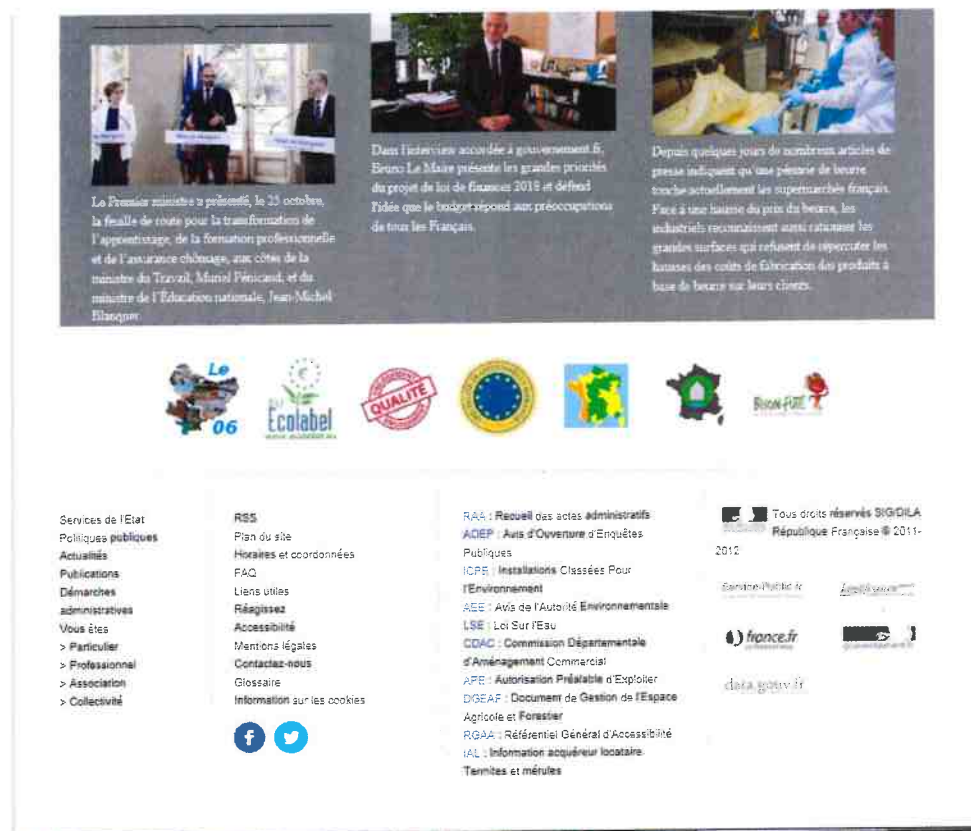 Le Premier ministre a présenté, le 25 octobre,
la feuille de route pour la transformation de
l'apprentissage, de la formation professionnelle
et de l'assurance chômage, aux côtés de la
ministre du Travail, Muriel Pénicaud, et du
ministre de l'Éducation nationale, Jean-Michel
Blanquer.
Dans l'interview accordée à gouvernement.fr,
Bruno Le Maire présente les grandes priorités
du projet de loi de finances 2018 et défend
l'idée que le budget répond aux préoccupations
de tous les Français.
Depuis quelques jours de nombreux articles de
presse indiquent qu'une pénurie de beurre
touche actuellement les supermarchés français.
Face à une hausse du prix du beurre, les
industriels reconnaissent aussi rationner les
grandes surfaces qui refusent de répercuter les
hausses des coûts de fabrication des produits à
base de beurre sur leurs clients.
Le
06
Ecolabel
QUALITÉ
Services de l'Etat
Politiques publiques
Actualités
Publications
Démarches
administratives
Vous êtes
> Particulier
> Professionnel
> Association
> Collectivité
RSS
Plan du site
Horaires et coordonnées
FAQ
Liens utiles
Réagissez
Accessibilité
Mentions légales
Contactez-nous
Glossaire
Information sur les cookies
RAA : Recueil des actes administratifs
AOEP : Avis d'Ouverture d'Enquêtes
Publiques
ICPE : Installations Classées Pour
l'Environnement
AEE : Avis de l'Autorité Environnementale
LSE : Loi Sur l'Eau
CDAC : Commission Départementale
d'Aménagement Commercial
APE : Autorisation Préalable d'Exploiter
DGEAF : Document de Gestion de l'Espace
Agricole et Forestier
RGAA : Référentiel Général d'Accessibilité
IAL : Information acquéreur locataire
Termites et mérules
Tous droits réservés SIG/DILA
République Française © 2011-
2012
Service-Public.fr
legifrance
france.fr
gouvernement.fr
data.gouv.fr